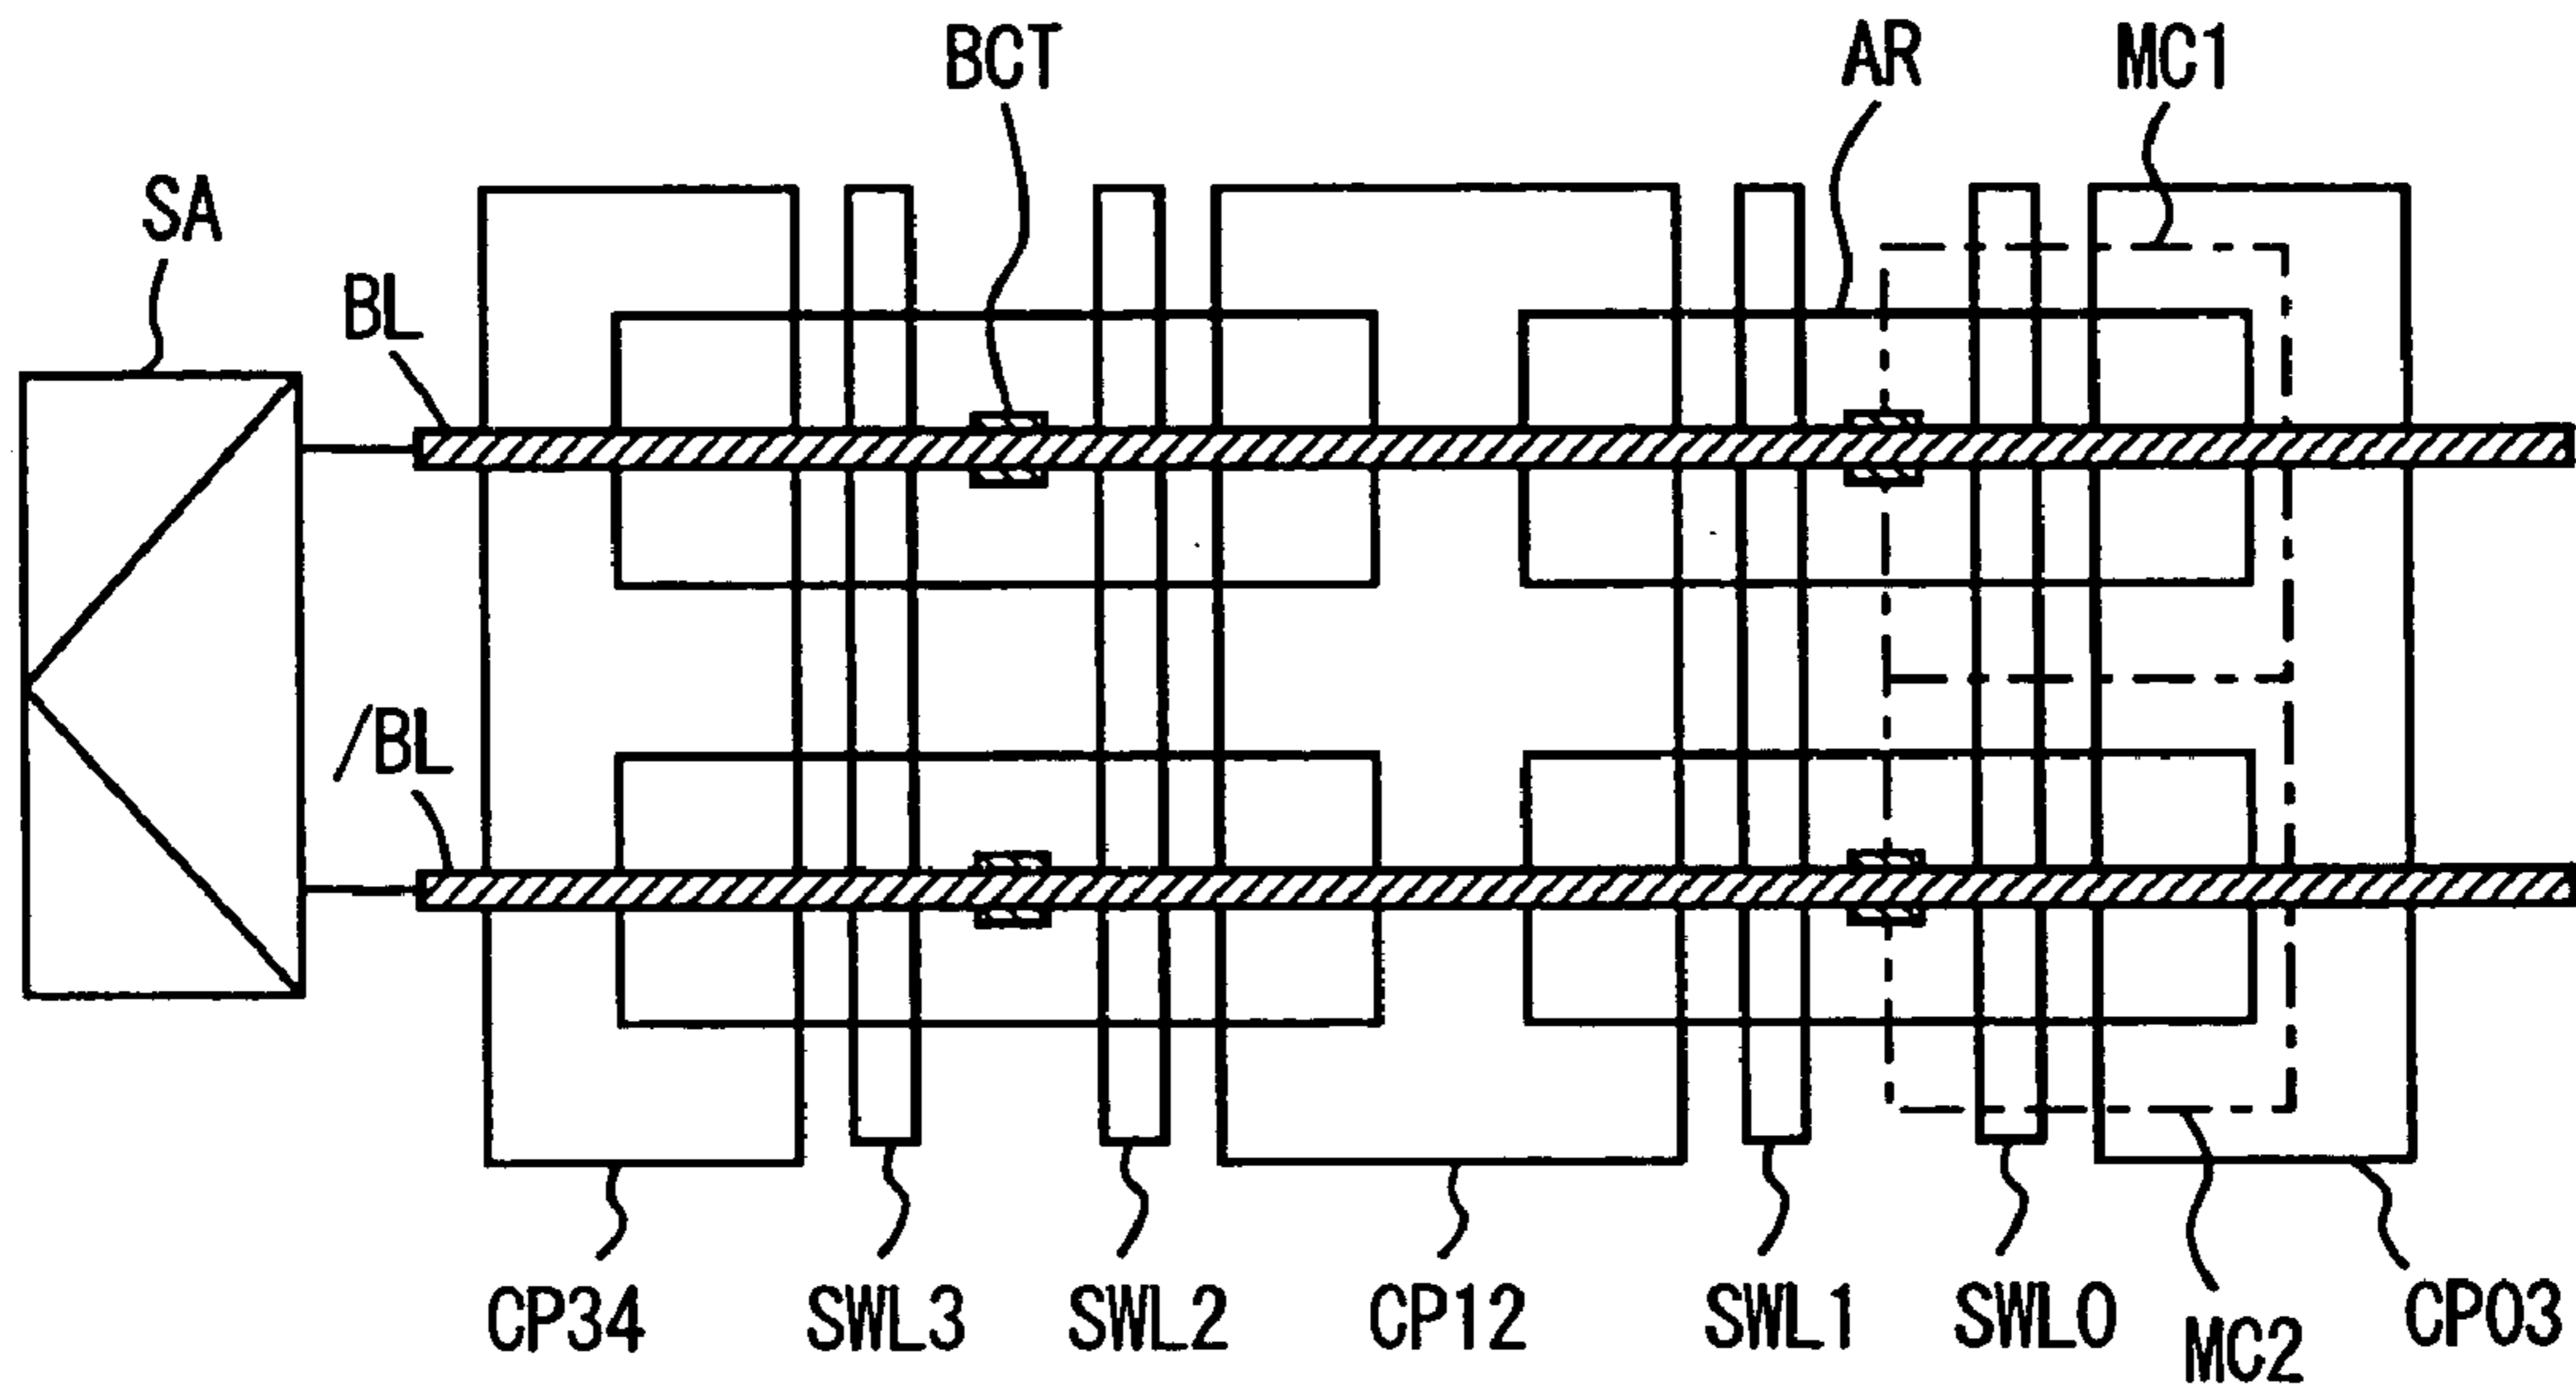 BCT
AR
MC1
SA
BL
/BL
CP34
SWL3
SWL2
CP12
SWL1
SWL0
MC2
CP03